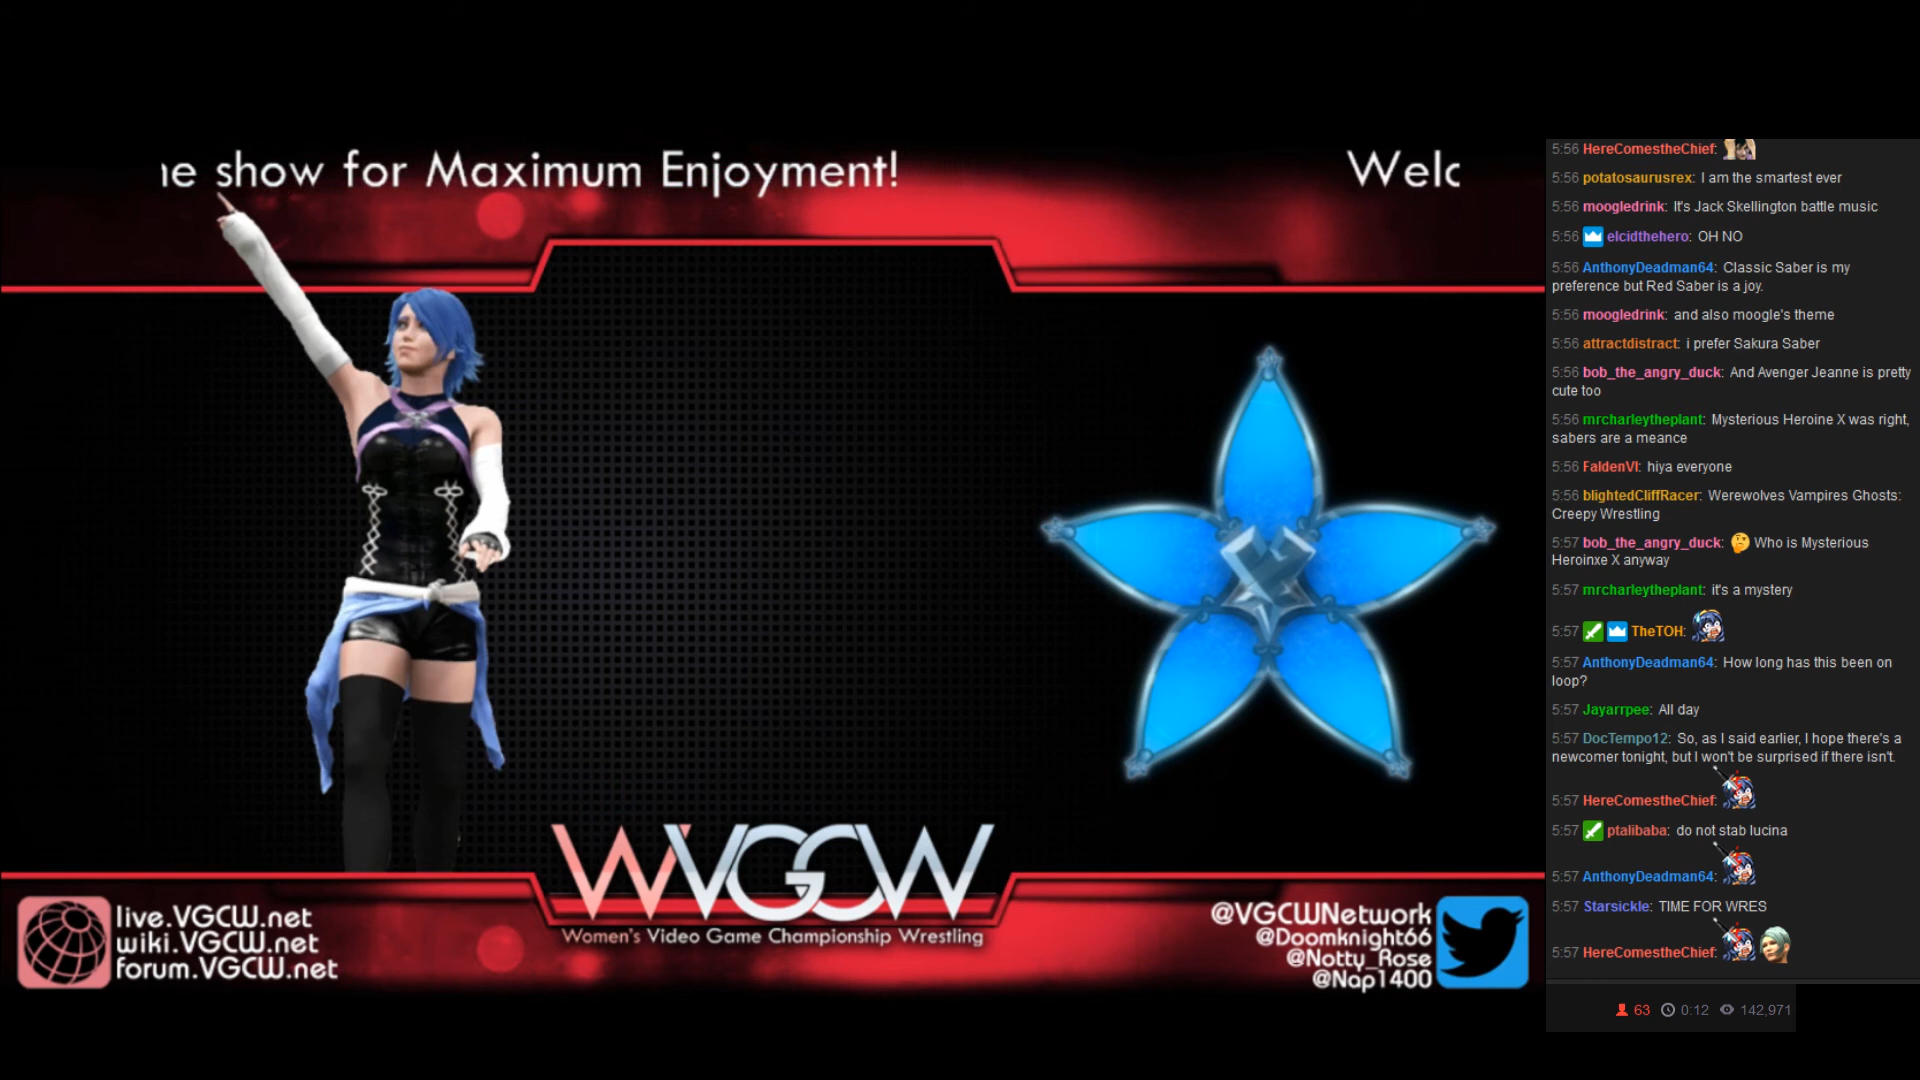 ne show for Maximum Enjoyment!
Welc
WVGCW
Women's Video Game Championship Wrestling
live.VGCW.net
wiki.VGCW.net
forum.VGCW.net
@VGCWNetwork
@Doomknight66
@Notty_Rose
@Nap1400
5:56 HereComestheChief:
5:56 potatosaurusrex: I am the smartest ever
5:56 moogledrink: It's Jack Skellington battle music
5:56 elcidthehero: OH NO
5:56 AnthonyDeadman64: Classic Saber is my
preference but Red Saber is a joy.
5:56 moogledrink: and also moogle's theme
5:56 attractdistract: i prefer Sakura Saber
5:56 bob_the_angry_duck: And Avenger Jeanne is pretty
cute too
5:56 mrcharleytheplant: Mysterious Heroine X was right,
sabers are a meance
5:56 FaldenVI: hiya everyone
5:56 blightedCliffRacer: Werewolves Vampires Ghosts:
Creepy Wrestling
5:57 bob_the_angry_duck: Who is Mysterious
Heroinxe X anyway
5:57 mrcharleytheplant: it's a mystery
5:57 TheTOH:
5:57 AnthonyDeadman64: How long has this been on
loop?
5:57 Jayarrpee: All day
5:57 DocTempo12: So, as I said earlier, I hope there's a
newcomer tonight, but I won't be surprised if there isn't.
5:57 HereComestheChief:
5:57 ptalibaba: do not stab lucina
5:57 AnthonyDeadman64:
5:57 Starsickle: TIME FOR WRES
5:57 HereComestheChief:
63 0:12 142,971